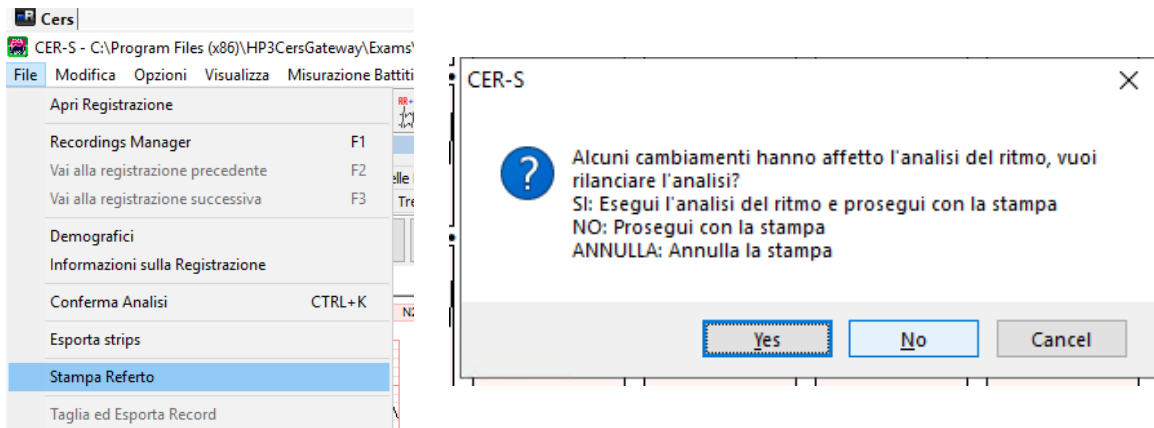 Cers
CER-S - C:\Program Files (x86)\HP3CersGateway\Exams\
File Modifica Opzioni Visualizza Misurazione Battiti
Apri Registrazione
RR+
Recordings Manager F1
Vai alla registrazione precedente F2
elle
Vai alla registrazione successiva F3
Tre
Demografici
Informazioni sulla Registrazione
Conferma Analisi CTRL+K
Esporta strips
Stampa Referto
Taglia ed Esporta Record
CER-S
Alcuni cambiamenti hanno affetto l'analisi del ritmo, vuoi
rilanciare l'analisi?
SI: Esegui l'analisi del ritmo e prosegui con la stampa
NO: Prosegui con la stampa
ANNULLA: Annulla la stampa
Yes No Cancel